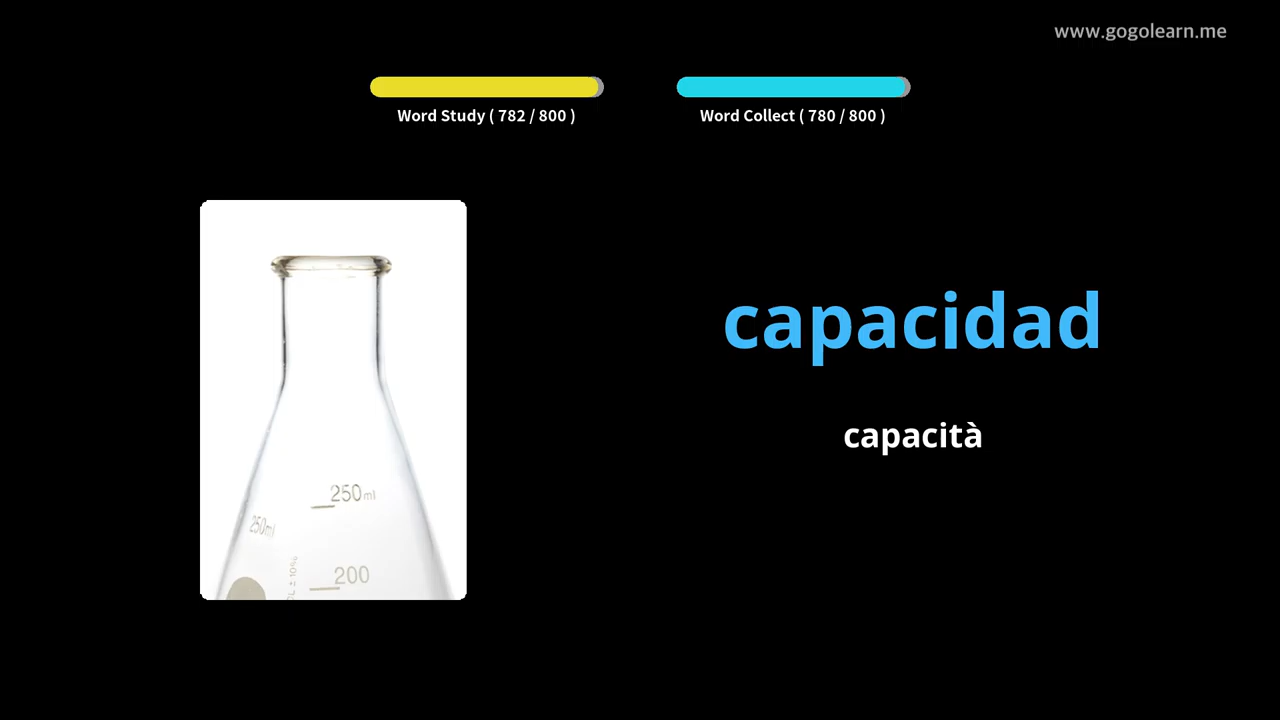 www.gogolearn.me
Word Study ( 782 / 800 )
Word Collect ( 780 / 800 )
capacidad
capacità
250ml
250ml
200